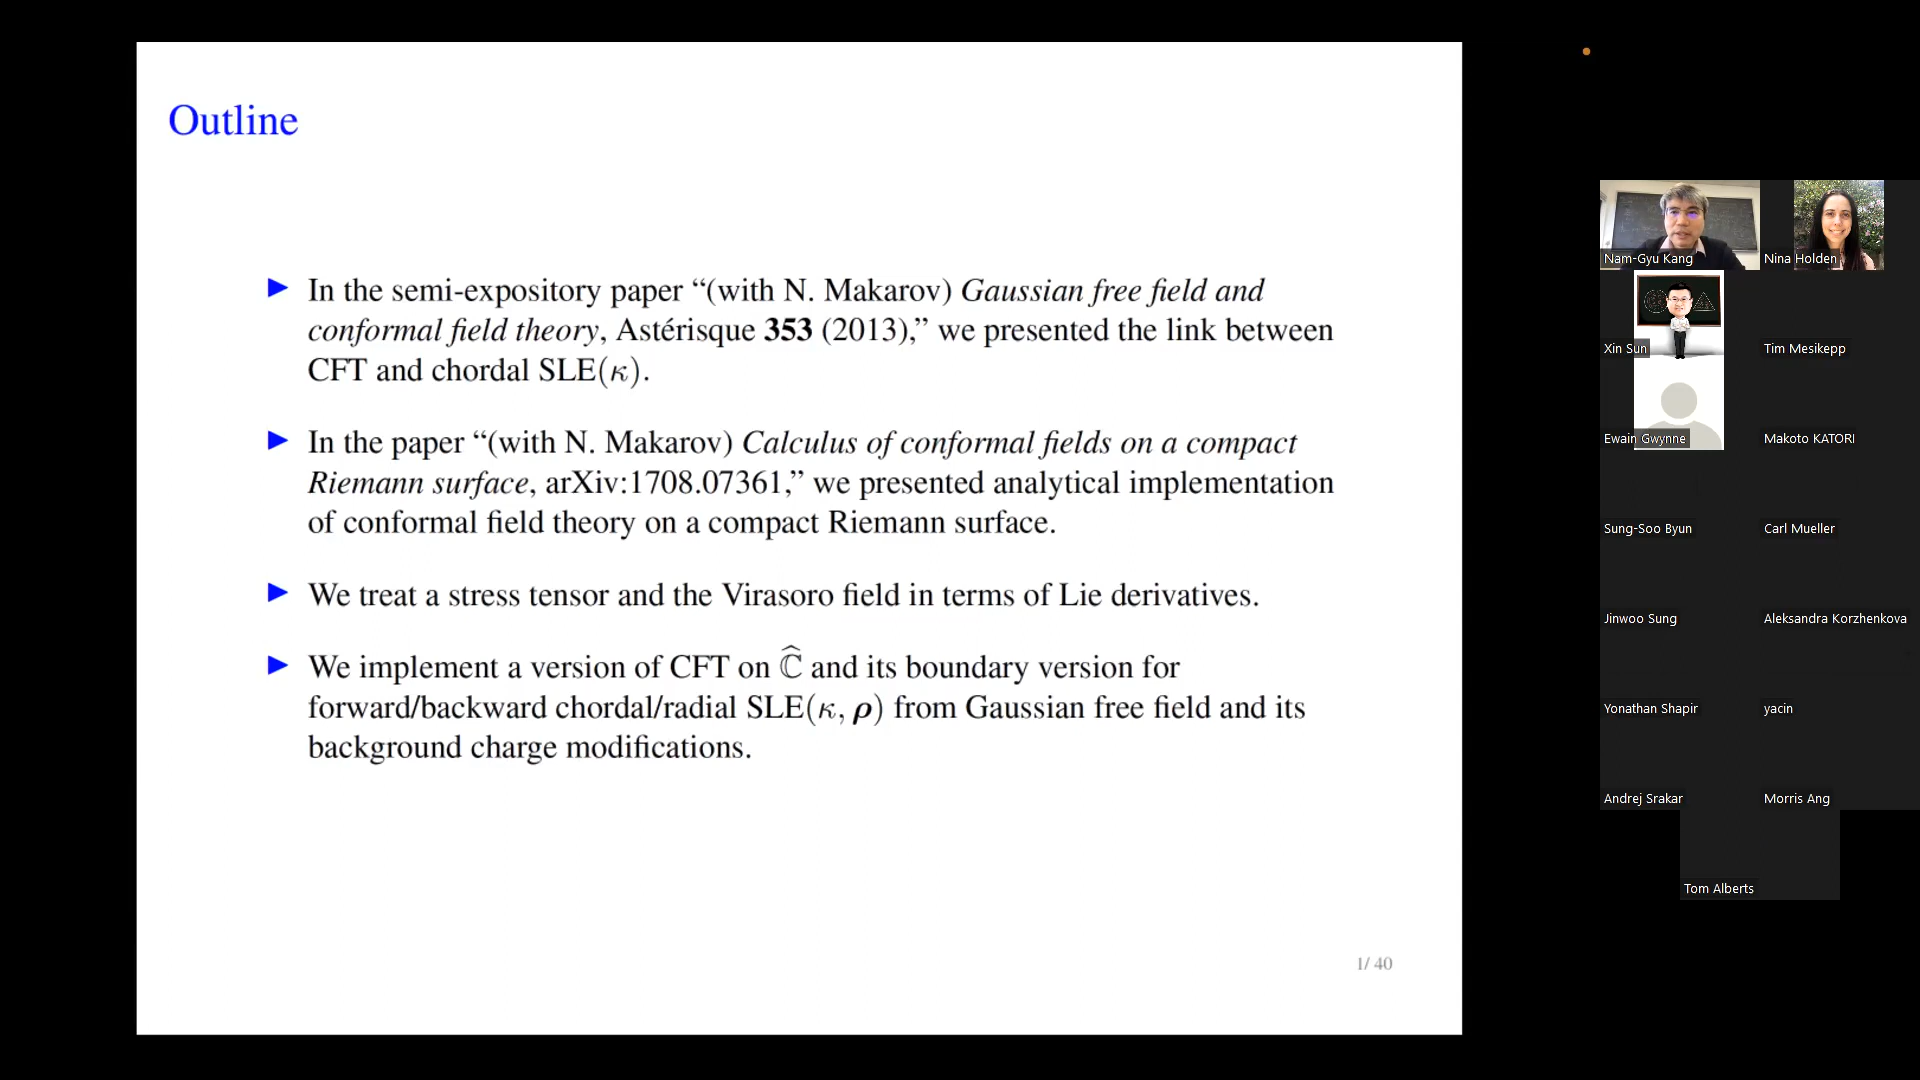 Outline
▶ In the semi-expository paper “(with N. Makarov) Gaussian free field and
conformal field theory, Astérisque 353 (2013),” we presented the link between
CFT and chordal SLE(κ).
▶ In the paper “(with N. Makarov) Calculus of conformal fields on a compact
Riemann surface, arXiv:1708.07361,” we presented analytical implementation
of conformal field theory on a compact Riemann surface.
▶ We treat a stress tensor and the Virasoro field in terms of Lie derivatives.
▶ We implement a version of CFT on ℂ̂ and its boundary version for
forward/backward chordal/radial SLE(κ, ρ) from Gaussian free field and its
background charge modifications.
1/ 40
Nam-Gyu Kang
Nina Holden
Xin Sun
Tim Mesikepp
Ewain Gwynne
Makoto KATORI
Sung-Soo Byun
Carl Mueller
Jinwoo Sung
Aleksandra Korzhenkova
Yonathan Shapir
yacin
Andrej Srakar
Morris Ang
Tom Alberts